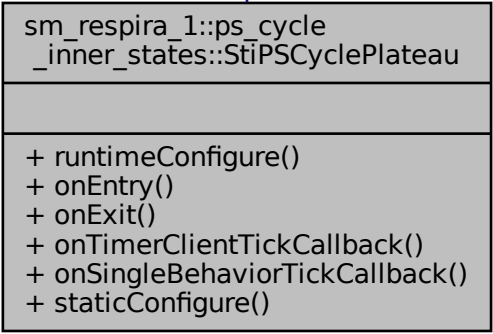 sm_respira_1::ps_cycle
_inner_states::StiPSCyclePlateau
+ runtimeConfigure()
+ onEntry()
+ onExit()
+ onTimerClientTickCallback()
+ onSingleBehaviorTickCallback()
+ staticConfigure()